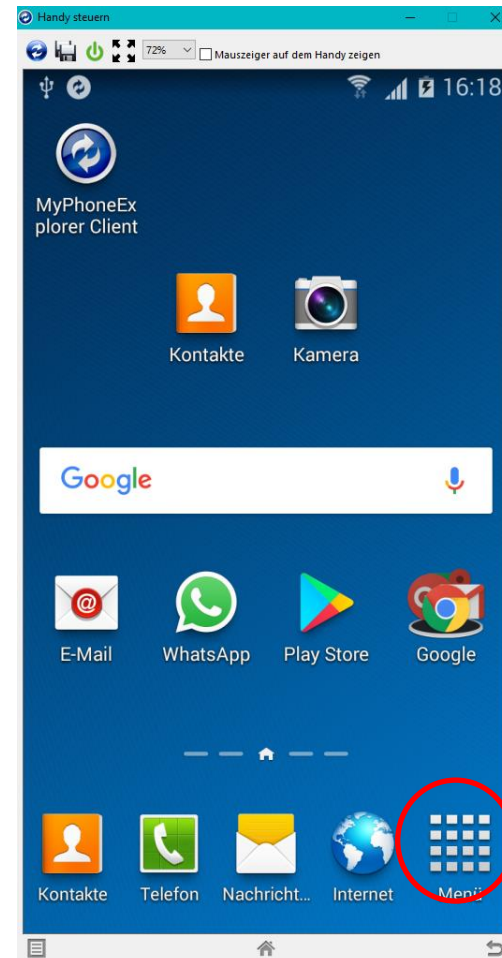 Handy steuern
72%
Mauszeiger auf dem Handy zeigen
16:18
MyPhoneEx
plorer Client
Kontakte
Kamera
Google
E-Mail
WhatsApp
Play Store
Google
Kontakte
Telefon
Nachricht...
Internet
Menü